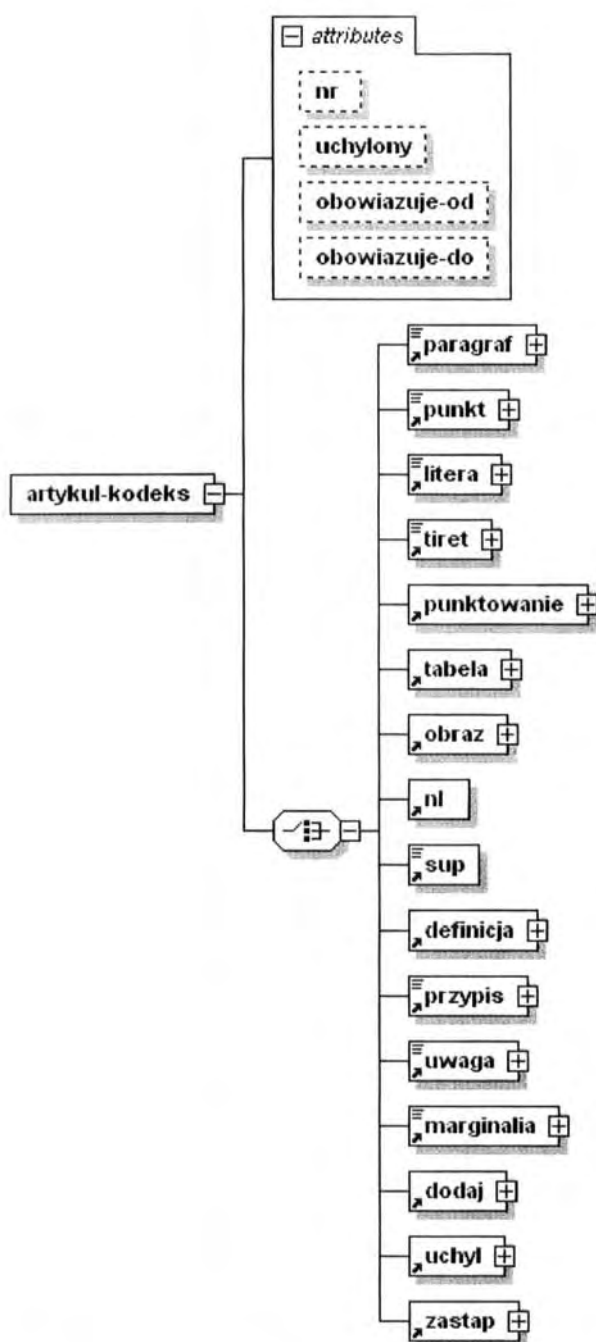 attributes
nr
uchylony
obowiazuje-od
obowiazuje-do
artykul-kodeks
paragraf
punkt
litera
tiret
punktowanie
tabela
obraz
nl
sup
definicja
przypis
uwaga
marginalia
dodaj
uchyl
zastap